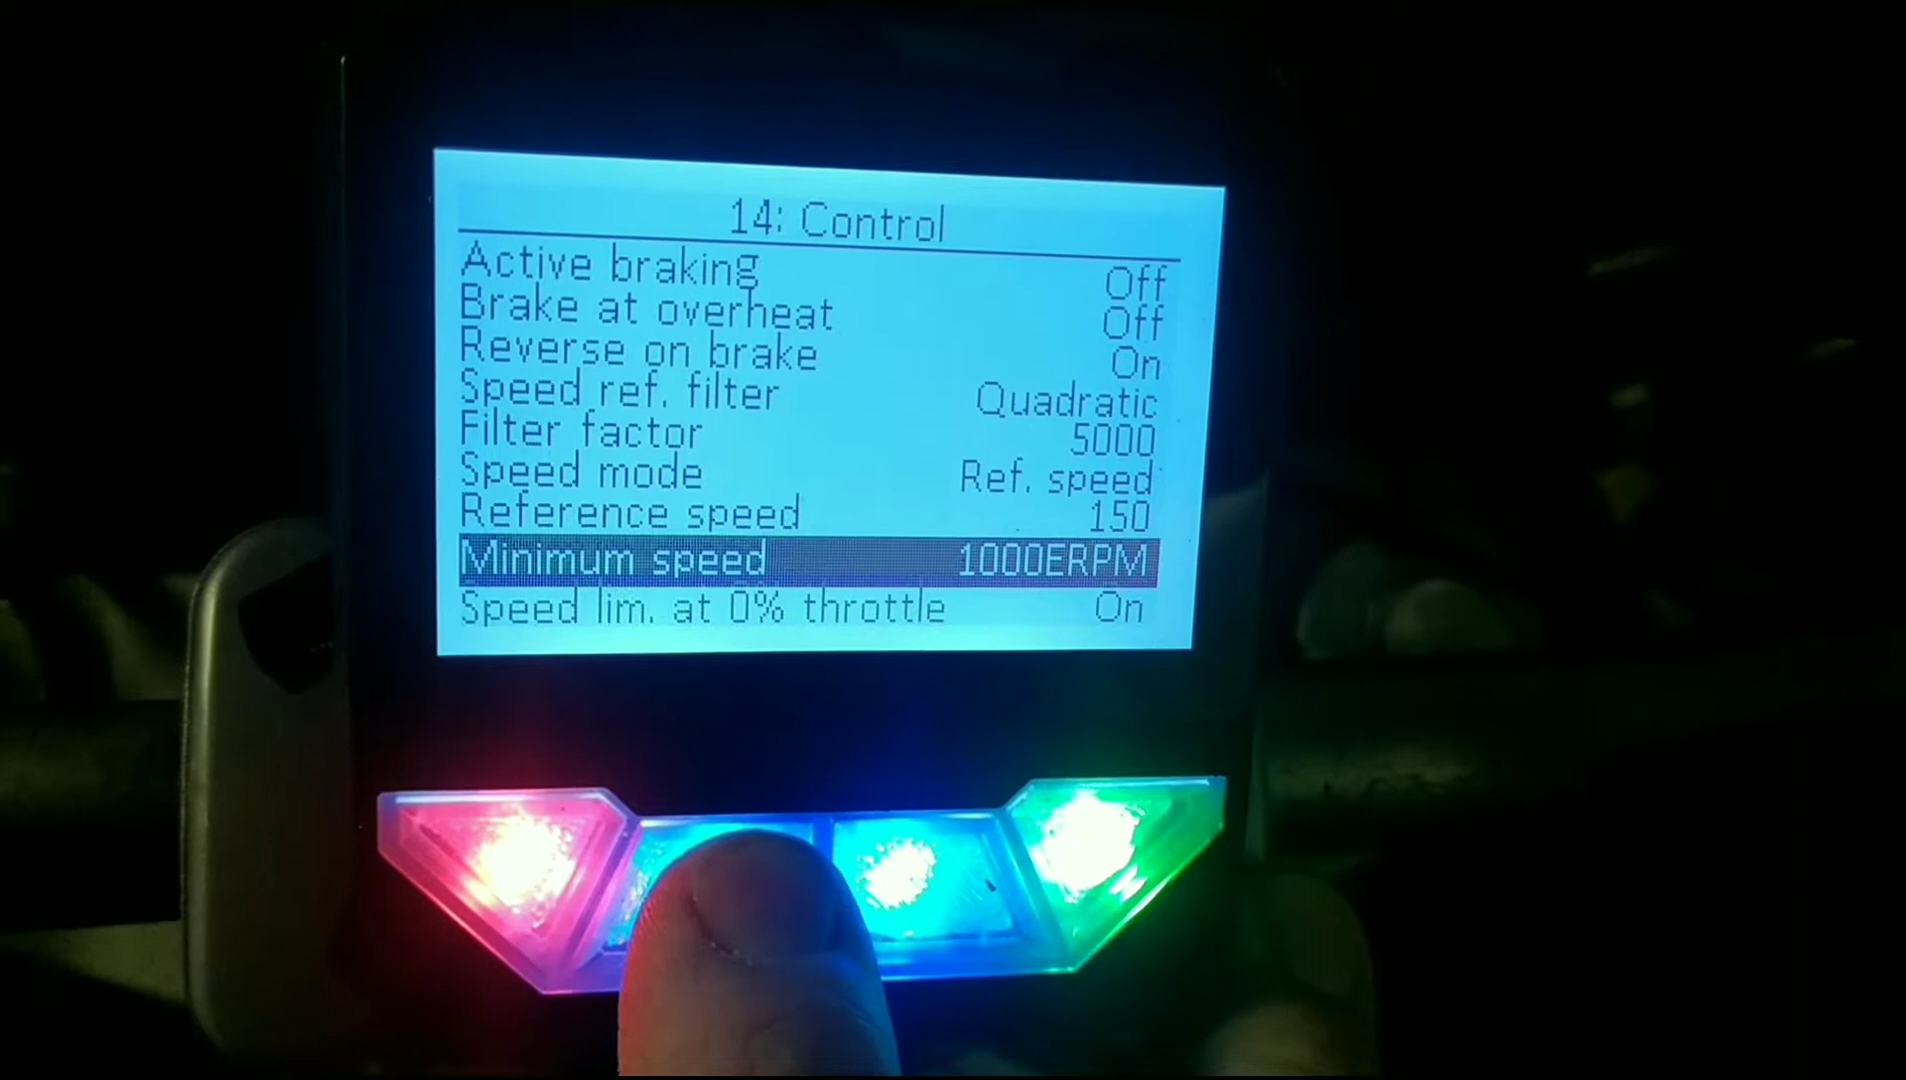 14: Control
Active braking Off
Brake at overheat Off
Reverse on brake On
Speed ref. filter Quadratic
Filter factor 5000
Speed mode Ref. speed
Reference speed 150
Minimum speed 1000ERPM
Speed lim. at 0% throttle On